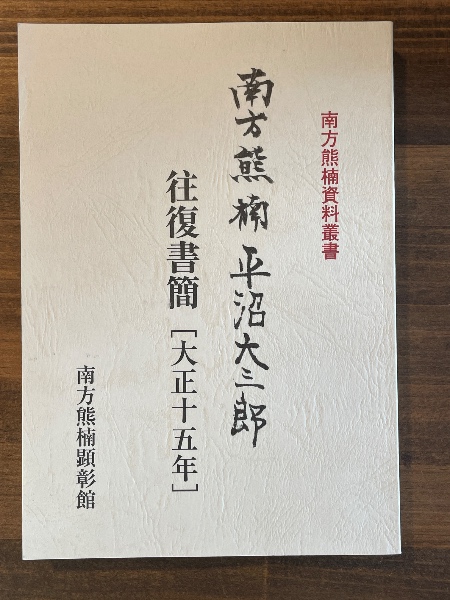 南方熊楠資料叢書
南方熊楠 平沼大三郎
往復書簡［大正十五年］
南方熊楠顕彰館